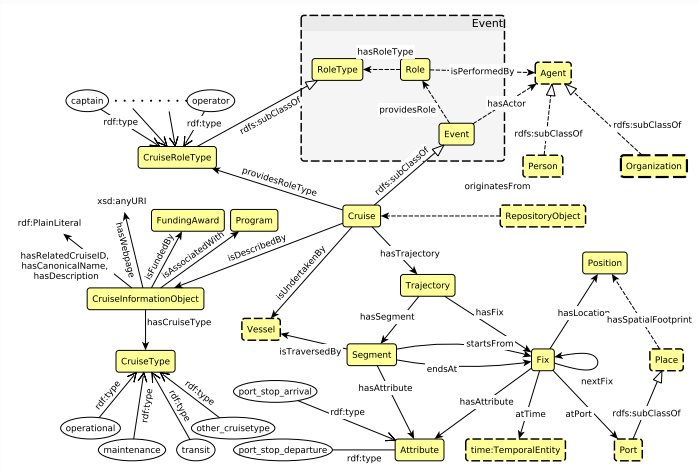 Event
hasRoleType
RoleType
Role
isPerformedBy
Agent
captain
operator
rdf:type
rdf:type
rdfs:subClassOf
providesRole
hasActor
Event
rdfs:subClassOf
rdfs:subClassOf
CruiseRoleType
Person
Organization
providesRoleType
rdfs:subClassOf
originatesFrom
xsd:anyURI
rdf:PlainLiteral
FundingAward
Program
Cruise
RepositoryObject
hasWebpage
isFundedBy
isAssociatedWith
isDescribedBy
hasRelatedCruiseID,
hasCanonicalName,
hasDescription
hasTrajectory
Position
isUndertakenBy
Trajectory
CruiseInformationObject
hasCruiseType
hasSegment
hasFix
hasLocation
hasSpatialFootprint
Vessel
isTraversedBy
Segment
startsFrom
endsAt
Fix
nextFix
Place
CruiseType
rdf:type
rdf:type
rdf:type
rdf:type
port_stop_arrival
hasAttribute
hasAttribute
atTime
atPort
rdfs:subClassOf
rdf:type
operational
other_cruisetype
maintenance
transit
port_stop_departure
rdf:type
Attribute
time:TemporalEntity
Port